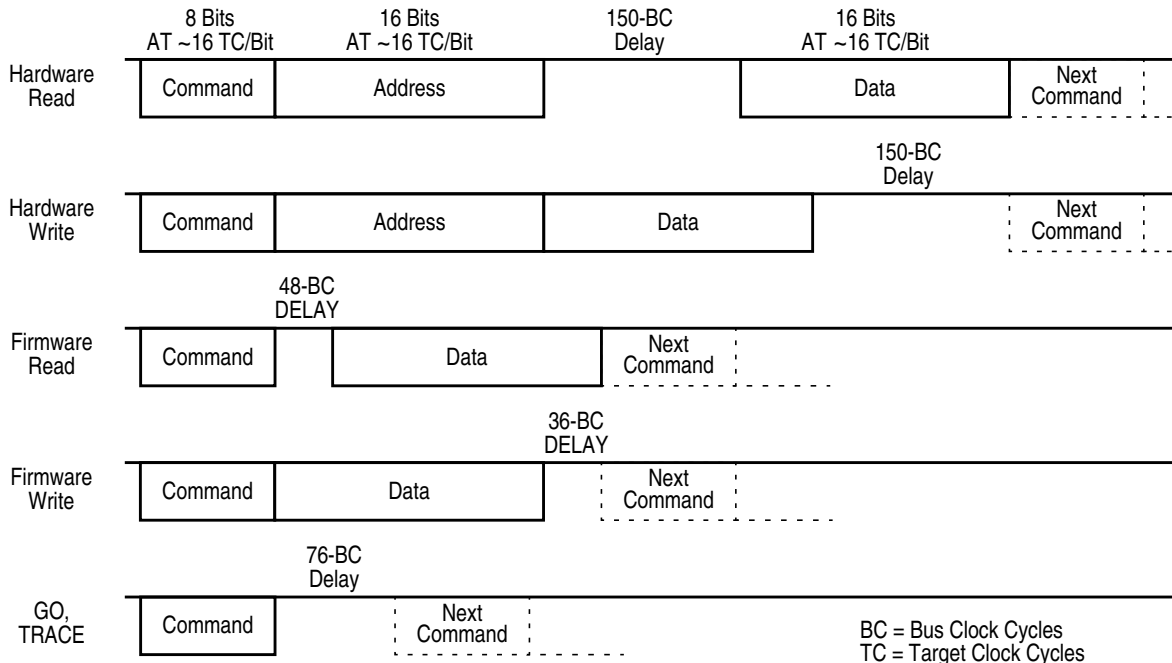 8 Bits
AT ~16 TC/Bit
16 Bits
AT ~16 TC/Bit
150-BC
Delay
16 Bits
AT ~16 TC/Bit
Hardware
Read
Command
Address
Data
Next
Command
150-BC
Delay
Hardware
Write
Command
Address
Data
Next
Command
48-BC
DELAY
Firmware
Read
Command
Data
Next
Command
36-BC
DELAY
Firmware
Write
Command
Data
Next
Command
76-BC
Delay
GO,
TRACE
Command
Next
Command
BC = Bus Clock Cycles
TC = Target Clock Cycles